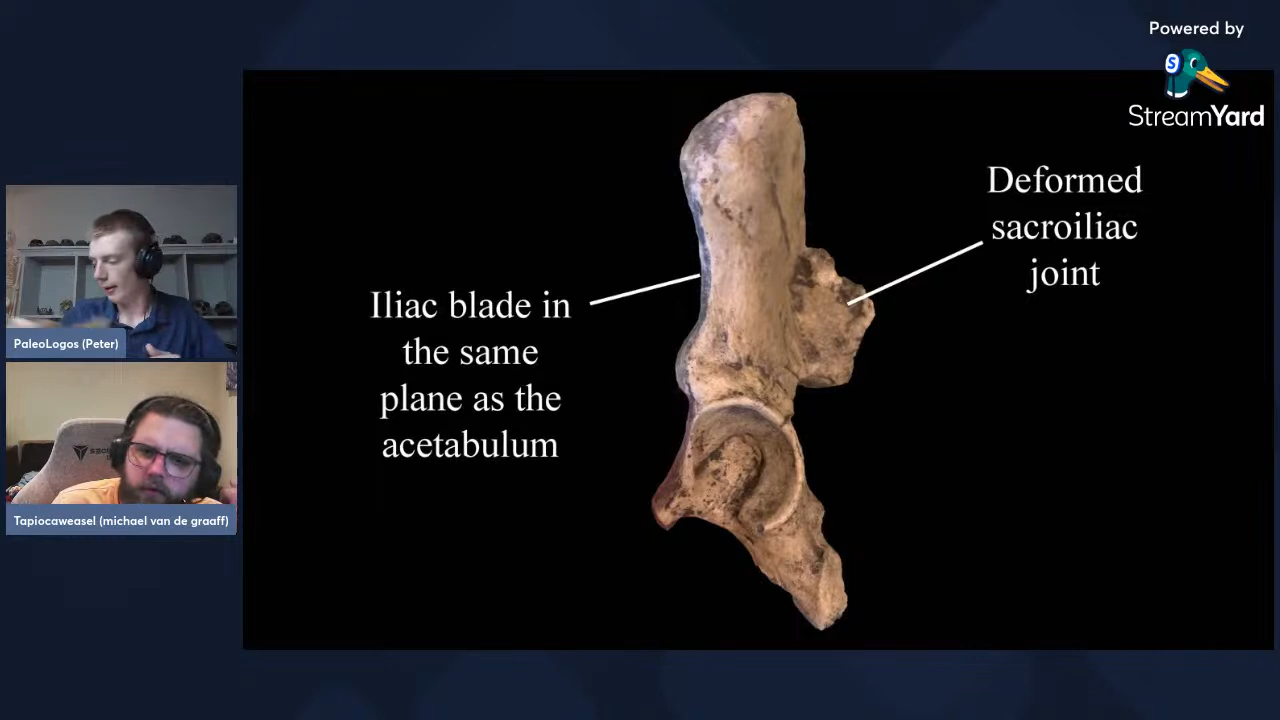 Powered by
StreamYard
Deformed
sacroiliac
joint
Iliac blade in
the same
plane as the
acetabulum
PaleoLogos (Peter)
Tapiocaweasel (michael van de graaff)